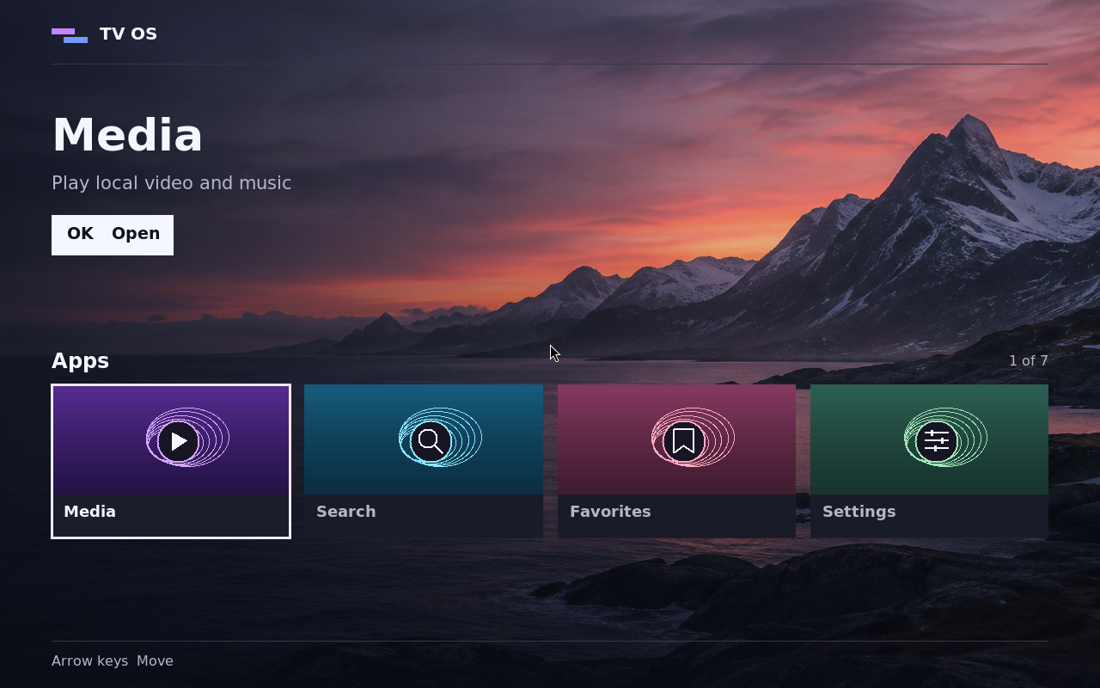 TV OS
Media
Play local video and music
OK Open
Apps
1 of 7
Media
Search
Favorites
Settings
Arrow keys Move